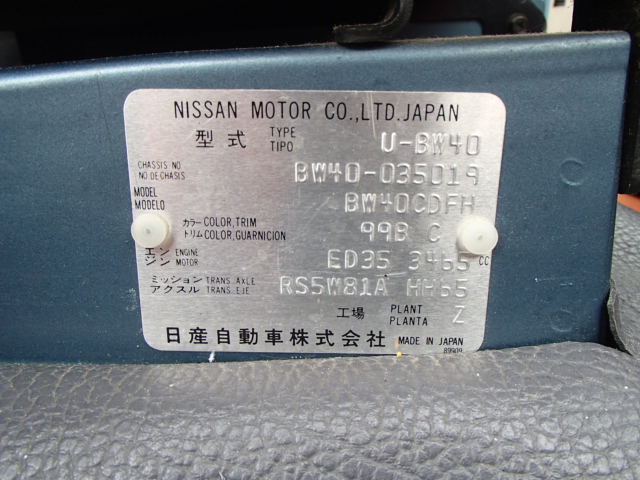 NISSAN MOTOR CO.,LTD.JAPAN
型式 TYPE TIPO U-BW40
CHASSIS NO. NO DE CHASIS BW40-035019
MODEL MODELO BW40CDFH
カラー COLOR,TRIM トリム COLOR,GUARNICION 99B C
エンジン ENGINE MOTOR ED35 3465 CC
ミッション TRANS. AXLE アクスル TRANS. EJE RS5W81A HH65
工場 PLANT PLANTA Z
日産自動車株式会社 MADE IN JAPAN
89909